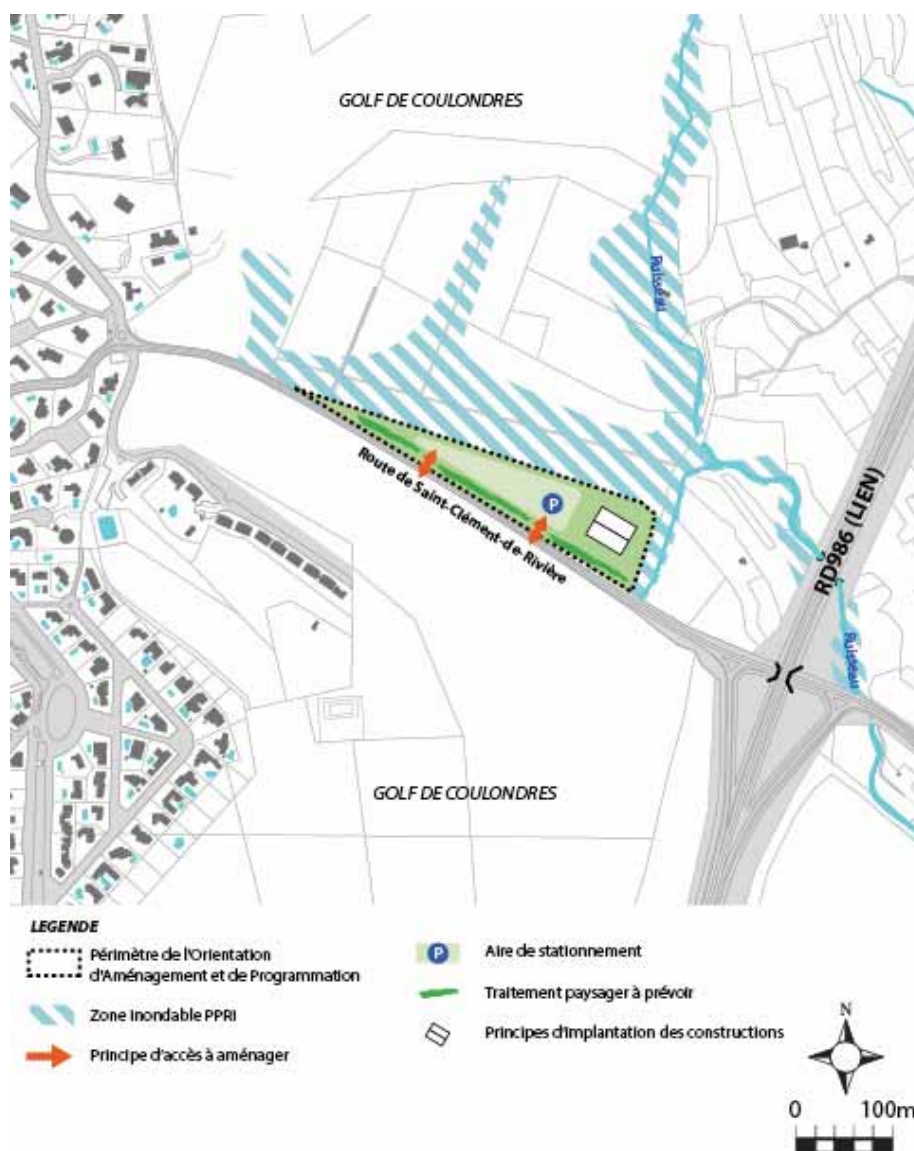 GOLF DE COULONDRES
Ruisseau
Route de Saint-Clément-de-Rivière
P
RD986 (LIEN)
Ruisseau
GOLF DE COULONDRES
LEGENDE
Périmètre de l'Orientation
d'Aménagement et de Programmation
Zone inondable PPRI
Principe d'accès à aménager
P
Aire de stationnement
Traitement paysager à prévoir
Principes d'implantation des constructions
N
0 100m